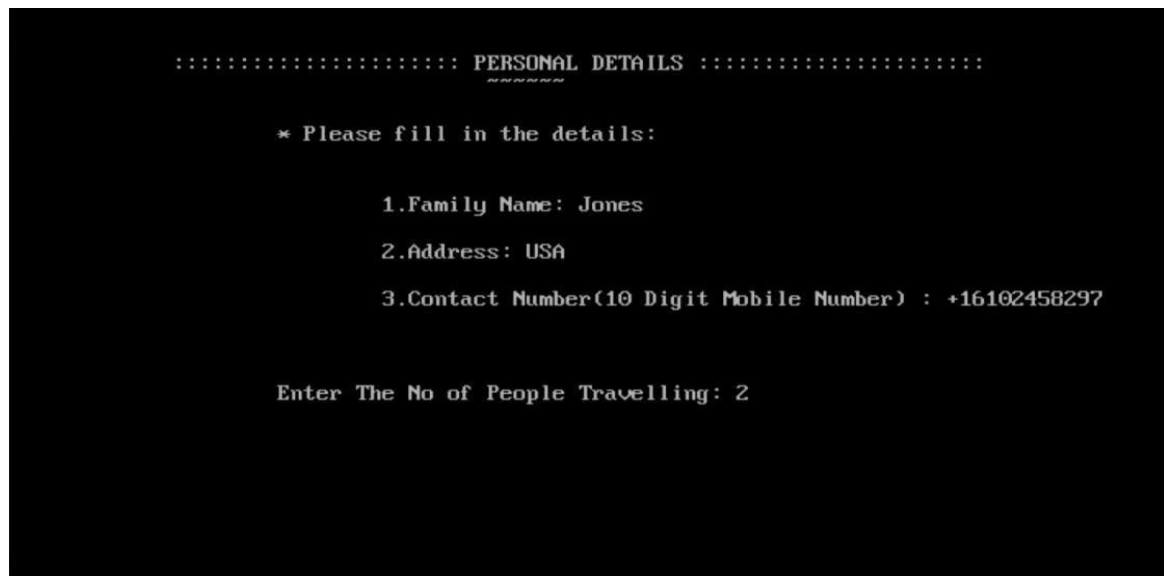 :::::::::::::::::::::: PERSONAL DETAILS ::::::::::::::::::::::
~~~~~~
* Please fill in the details:
1.Family Name: Jones
2.Address: USA
3.Contact Number(10 Digit Mobile Number) : +16102458297
Enter The No of People Travelling: 2